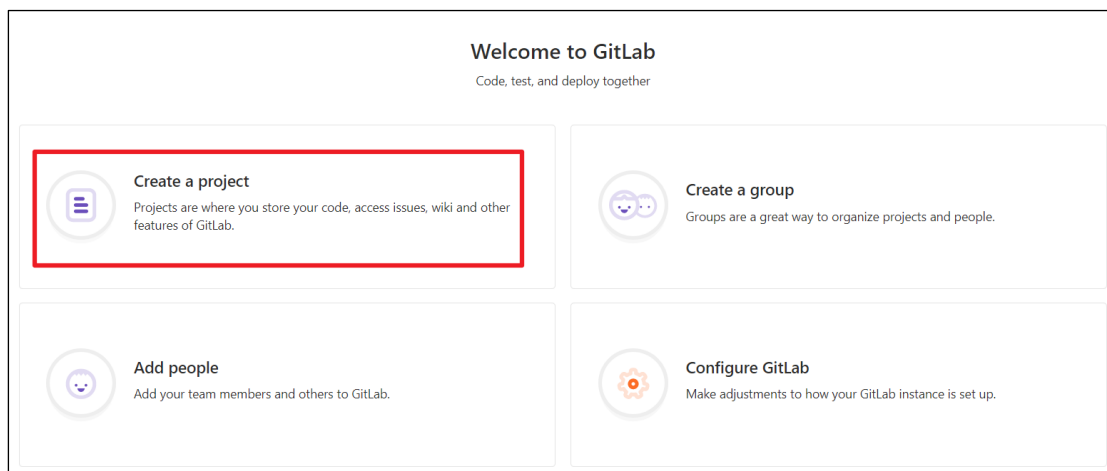 Welcome to GitLab
Code, test, and deploy together
Create a project
Projects are where you store your code, access issues, wiki and other
features of GitLab.
Create a group
Groups are a great way to organize projects and people.
Add people
Add your team members and others to GitLab.
Configure GitLab
Make adjustments to how your GitLab instance is set up.